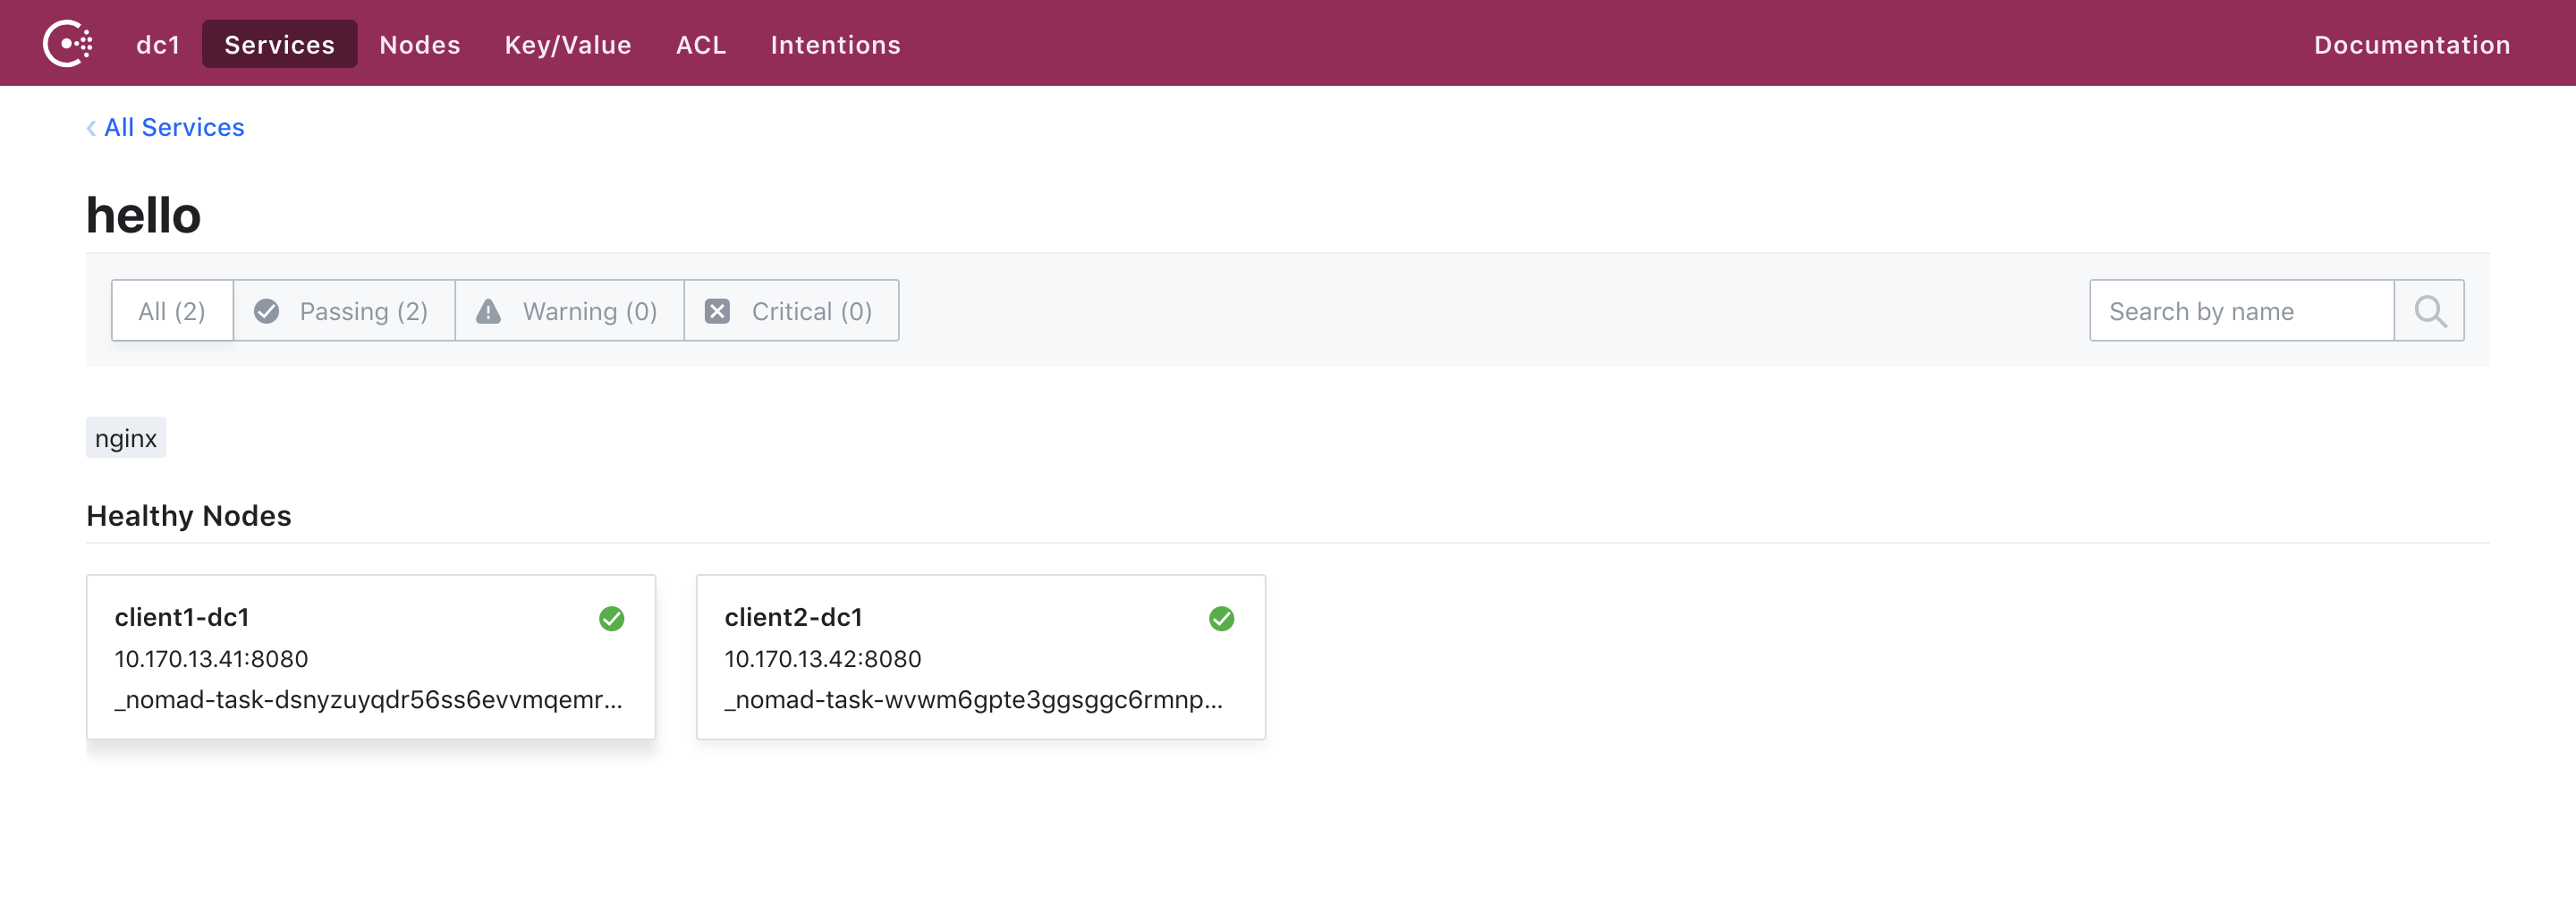 dc1 Services Nodes Key/Value ACL Intentions Documentation
All Services
hello
All (2) Passing (2) Warning (0) Critical (0) Search by name
nginx
Healthy Nodes
client1-dc1 client2-dc1
10.170.13.41:8080 10.170.13.42:8080
_nomad-task-dsnyzuyqdr56ss6evvmqemr... _nomad-task-wvwm6gpte3ggsggc6rmnp...